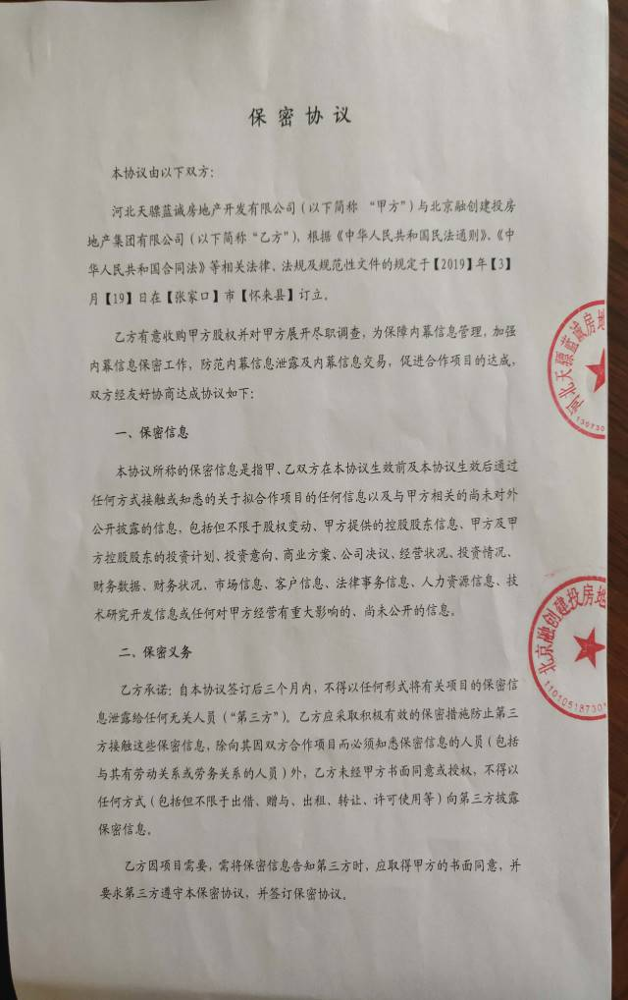 保密协议
本协议由以下双方：
河北天骠蓝诚房地产开发有限公司（以下简称 “甲方”）与北京融创建投房
地产集团有限公司（以下简称“乙方”），根据《中华人民共和国民法通则》、《中
华人民共和国合同法》等相关法律、法规及规范性文件的规定于【2019】年【3】
月【19】日在【张家口】市【怀来县】订立。
乙方有意收购甲方股权并对甲方展开尽职调查，为保障内幕信息管理，加强
内幕信息保密工作，防范内幕信息泄露及内幕信息交易，促进合作项目的达成，
双方经友好协商达成协议如下：
一、保密信息
本协议所称的保密信息是指甲、乙双方在本协议生效前及本协议生效后通过
任何方式接触或知悉的关于拟合作项目的任何信息以及与甲方相关的尚未对外
公开披露的信息，包括但不限于股权变动、甲方提供的控股股东信息、甲方及甲
方控股股东的投资计划、投资意向、商业方案、公司决议、经营状况、投资情况、
财务数据、财务状况、市场信息、客户信息、法律事务信息、人力资源信息、技
术研究开发信息或任何对甲方经营有重大影响的、尚未公开的信息。
二、保密义务
乙方承诺：自本协议签订后三个月内，不得以任何形式将有关项目的保密信
息泄露给任何无关人员（“第三方”）。乙方应采取积极有效的保密措施防止第三
方接触这些保密信息，除向其因双方合作项目而必须知悉保密信息的人员（包括
与其有劳动关系或劳务关系的人员）外，乙方未经甲方书面同意或授权，不得以
任何方式（包括但不限于出借、赠与、出租、转让、许可使用等）向第三方披露
保密信息。
乙方因项目需要，需将保密信息告知第三方时，应取得甲方的书面同意，并
要求第三方遵守本保密协议，并签订保密协议。
河北天骠蓝诚房地
130730
北京融创建投房地
11010518730